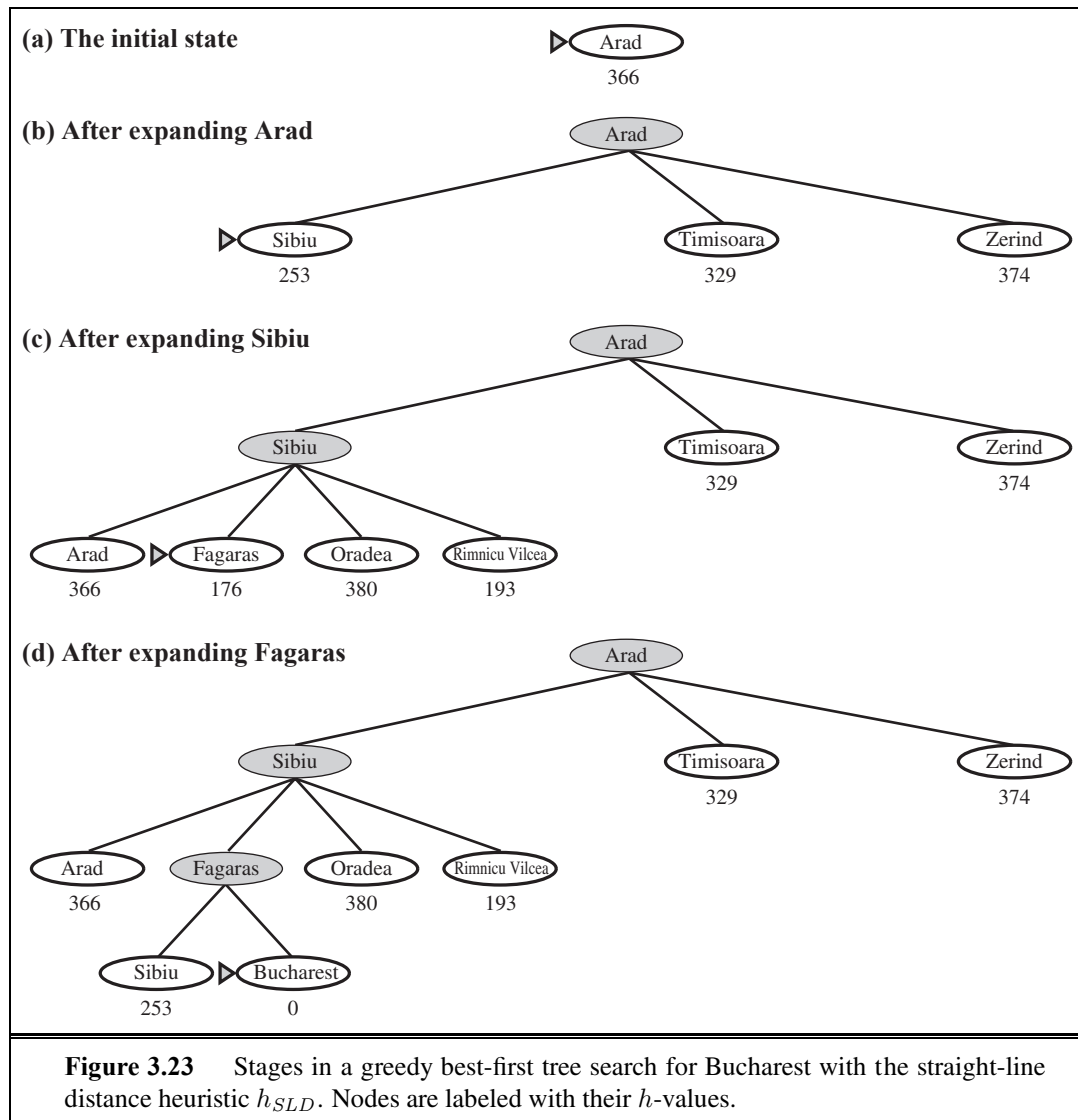 (a) The initial state
Arad
366
(b) After expanding Arad
Arad
Sibiu
Timisoara
Zerind
253
329
374
(c) After expanding Sibiu
Arad
Sibiu
Timisoara
Zerind
329
374
Arad
Fagaras
Oradea
Rimnicu Vilcea
366
176
380
193
(d) After expanding Fagaras
Arad
Sibiu
Timisoara
Zerind
329
374
Arad
Fagaras
Oradea
Rimnicu Vilcea
366
380
193
Sibiu
Bucharest
253
0
Figure 3.23 Stages in a greedy best-first tree search for Bucharest with the straight-line
distance heuristic hSLD. Nodes are labeled with their h-values.